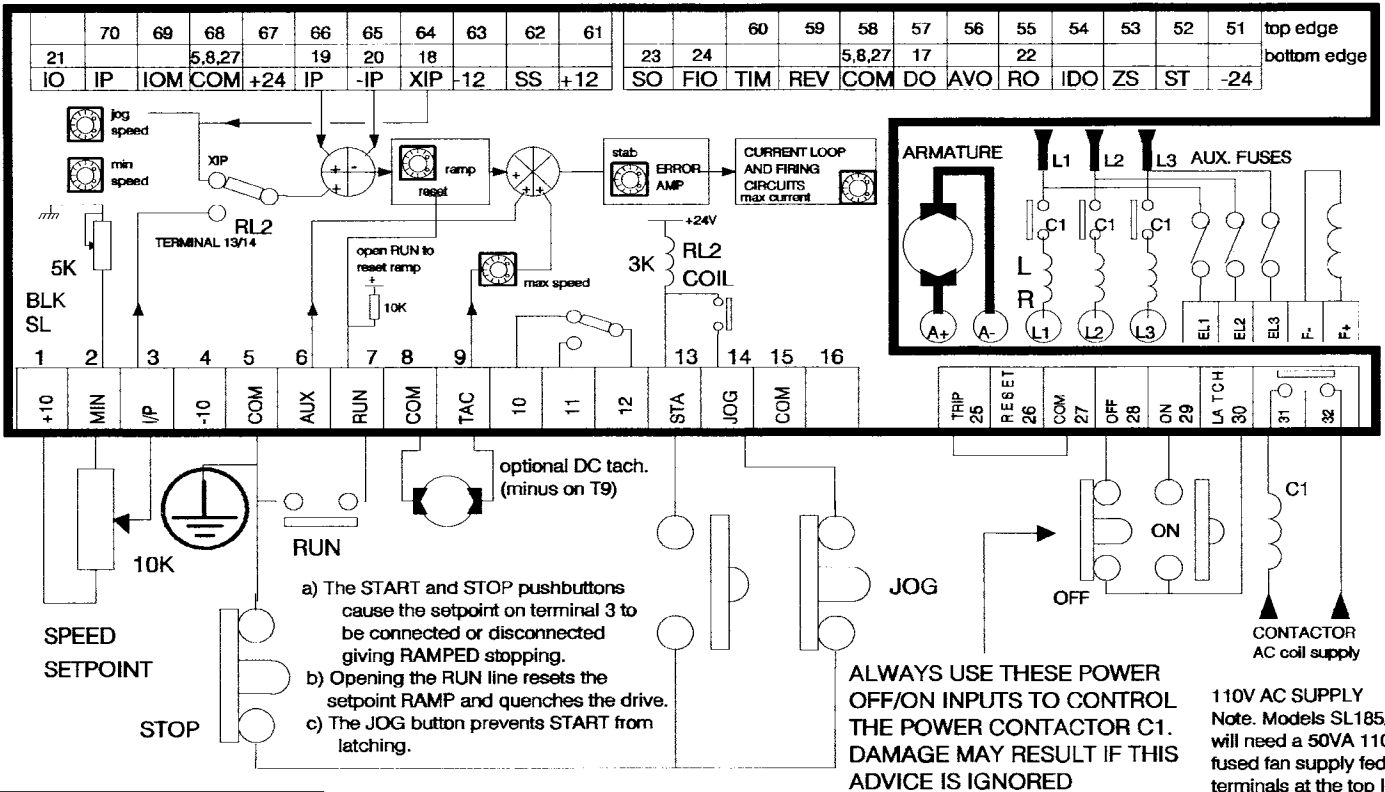 70 69 68 67 66 65 64 63 62 61 60 59 58 57 56 55 54 53 52 51 top edge
21 5,8,27 19 20 18 23 24 5,8,27 17 22 bottom edge
IO IP IOM COM +24 IP -IP XIP -12 SS +12 SO FIO TIM REV COM DO AVO RO IDO ZS ST -24
jog
speed
min
speed
XIP
RL2
TERMINAL 13/14
5K
BLK
SL
+ - +
ramp
reset
open RUN to
reset ramp
+
10K
+ + +
max speed
stab
ERROR
AMP
CURRENT LOOP
AND FIRING
CIRCUITS
max current
+24V
RL2
COIL
3K
ARMATURE
L1 L2 L3 AUX. FUSES
C1 C1 C1
L
R
A+ A- L1 L2 L3 EL1 EL2 EL3 F- F+
1 2 3 4 5 6 7 8 9 13 14 15 16
+10 MIN I/P -10 COM AUX RUN COM TAC 10 11 12 STA JOG COM
TRIP 25
RESET 26
COM 27
OFF 28
ON 29
LATCH 30
31
32
10K
SPEED
SETPOINT
RUN
STOP
optional DC tach.
(minus on T9)
a) The START and STOP pushbuttons
cause the setpoint on terminal 3 to
be connected or disconnected
giving RAMPED stopping.
b) Opening the RUN line resets the
setpoint RAMP and quenches the drive.
c) The JOG button prevents START from
latching.
JOG
OFF
ON
C1
CONTACTOR
AC coil supply
ALWAYS USE THESE POWER
OFF/ON INPUTS TO CONTROL
THE POWER CONTACTOR C1.
DAMAGE MAY RESULT IF THIS
ADVICE IS IGNORED
110V AC SUPPLY
Note. Models SL185,
will need a 50VA 110
fused fan supply fed
terminals at the top l